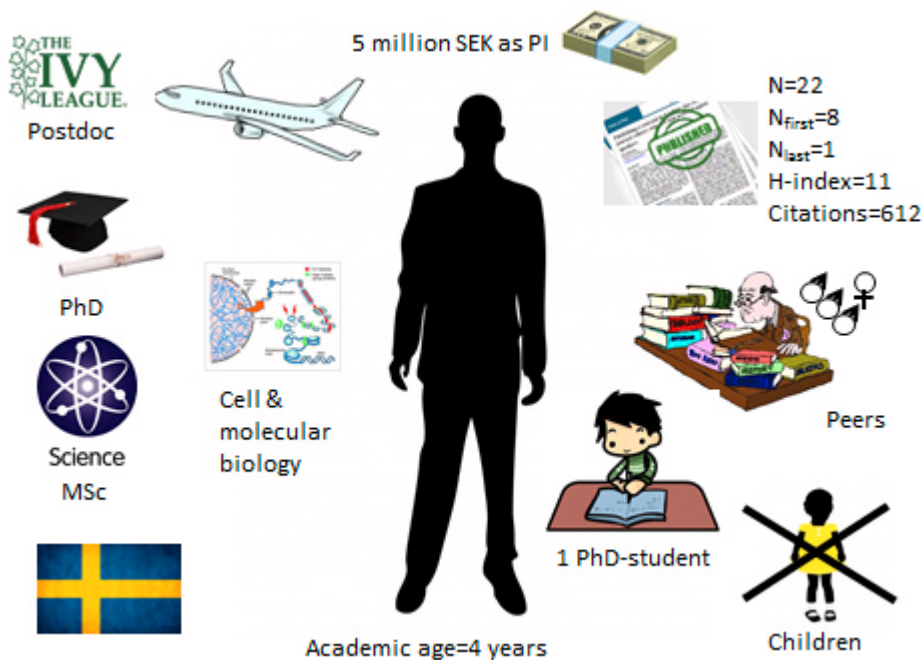 5 million SEK as PI
THE
IVY
LEAGUE.
Postdoc
PUBLISHED
N=22
Nfirst=8
Nlast=1
H-index=11
Citations=612
PhD
Science
MSc
Cell &
molecular
biology
Peers
1 PhD-student
Children
Academic age=4 years